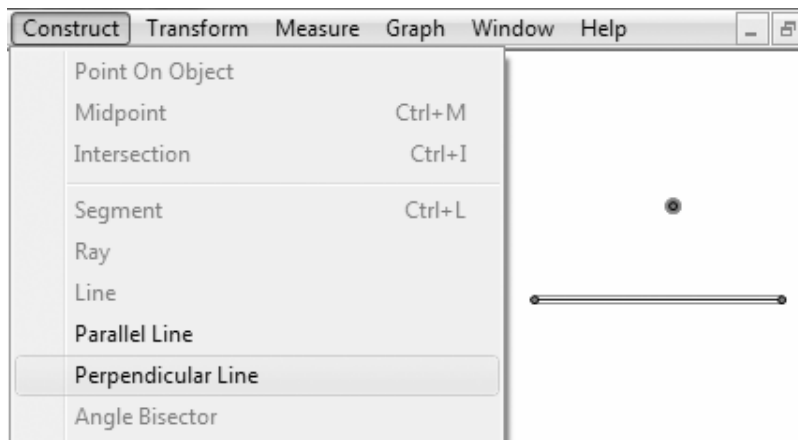 Construct Transform Measure Graph Window Help
Point On Object
Midpoint Ctrl+M
Intersection Ctrl+I
Segment Ctrl+L
Ray
Line
Parallel Line
Perpendicular Line
Angle Bisector